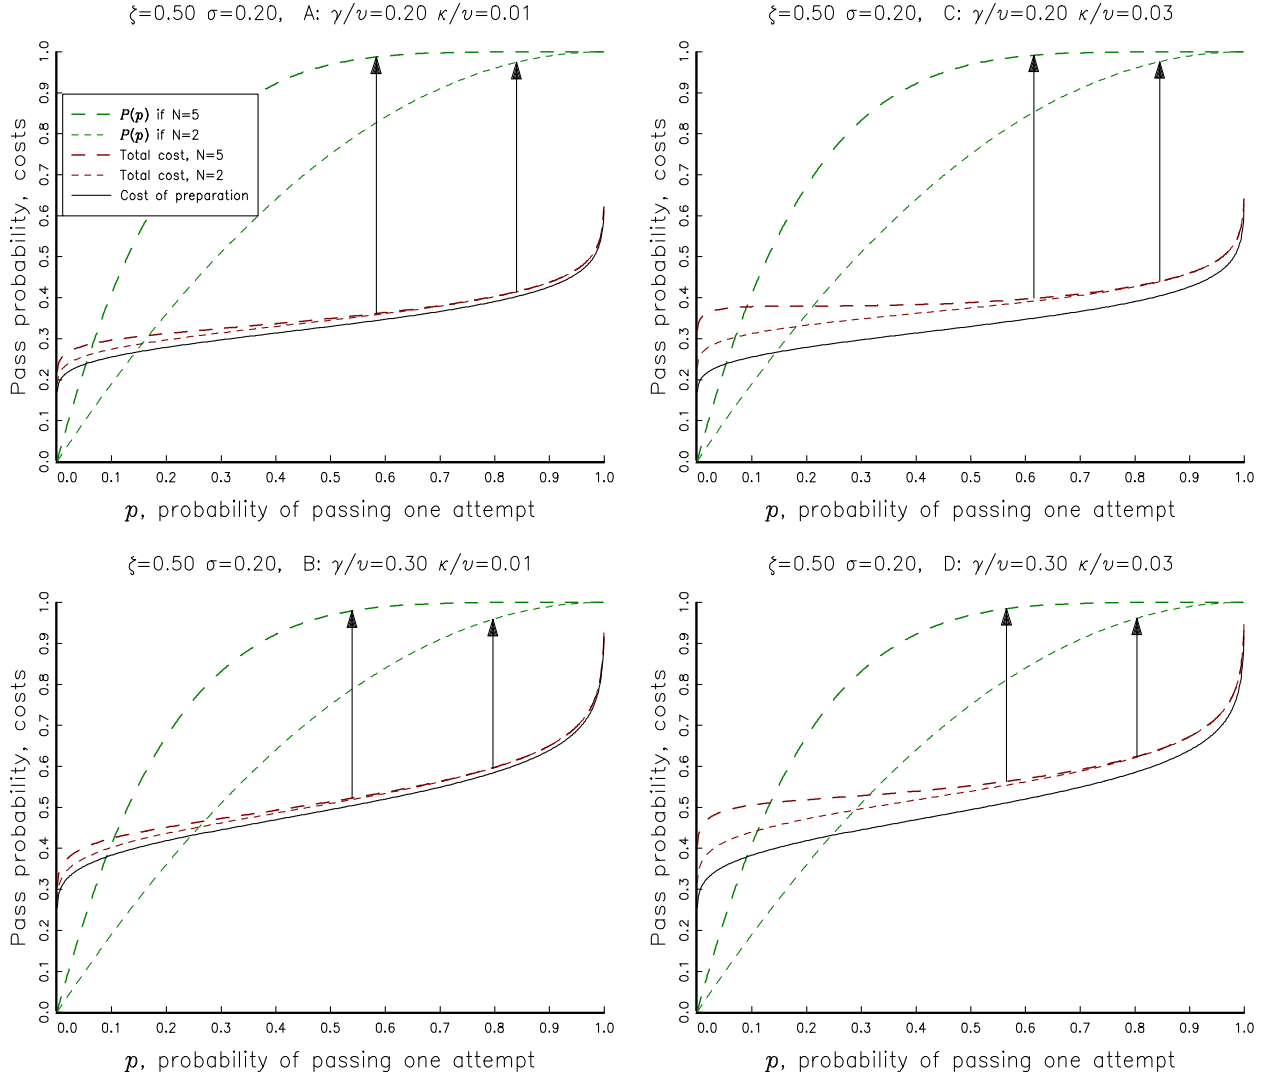 ζ=0.50 σ=0.20, A: γ/υ=0.20 κ/υ=0.01
Pass probability, costs
1.0
0.9
0.8
0.7
0.6
0.5
0.4
0.3
0.2
0.1
0.0
P(p) if N=5
P(p) if N=2
Total cost, N=5
Total cost, N=2
Cost of preparation
0.0 0.1 0.2 0.3 0.4 0.5 0.6 0.7 0.8 0.9 1.0
p, probability of passing one attempt
ζ=0.50 σ=0.20, C: γ/υ=0.20 κ/υ=0.03
Pass probability, costs
1.0
0.9
0.8
0.7
0.6
0.5
0.4
0.3
0.2
0.1
0.0
0.0 0.1 0.2 0.3 0.4 0.5 0.6 0.7 0.8 0.9 1.0
p, probability of passing one attempt
ζ=0.50 σ=0.20, B: γ/υ=0.30 κ/υ=0.01
Pass probability, costs
1.0
0.9
0.8
0.7
0.6
0.5
0.4
0.3
0.2
0.1
0.0
0.0 0.1 0.2 0.3 0.4 0.5 0.6 0.7 0.8 0.9 1.0
p, probability of passing one attempt
ζ=0.50 σ=0.20, D: γ/υ=0.30 κ/υ=0.03
Pass probability, costs
1.0
0.9
0.8
0.7
0.6
0.5
0.4
0.3
0.2
0.1
0.0
0.0 0.1 0.2 0.3 0.4 0.5 0.6 0.7 0.8 0.9 1.0
p, probability of passing one attempt